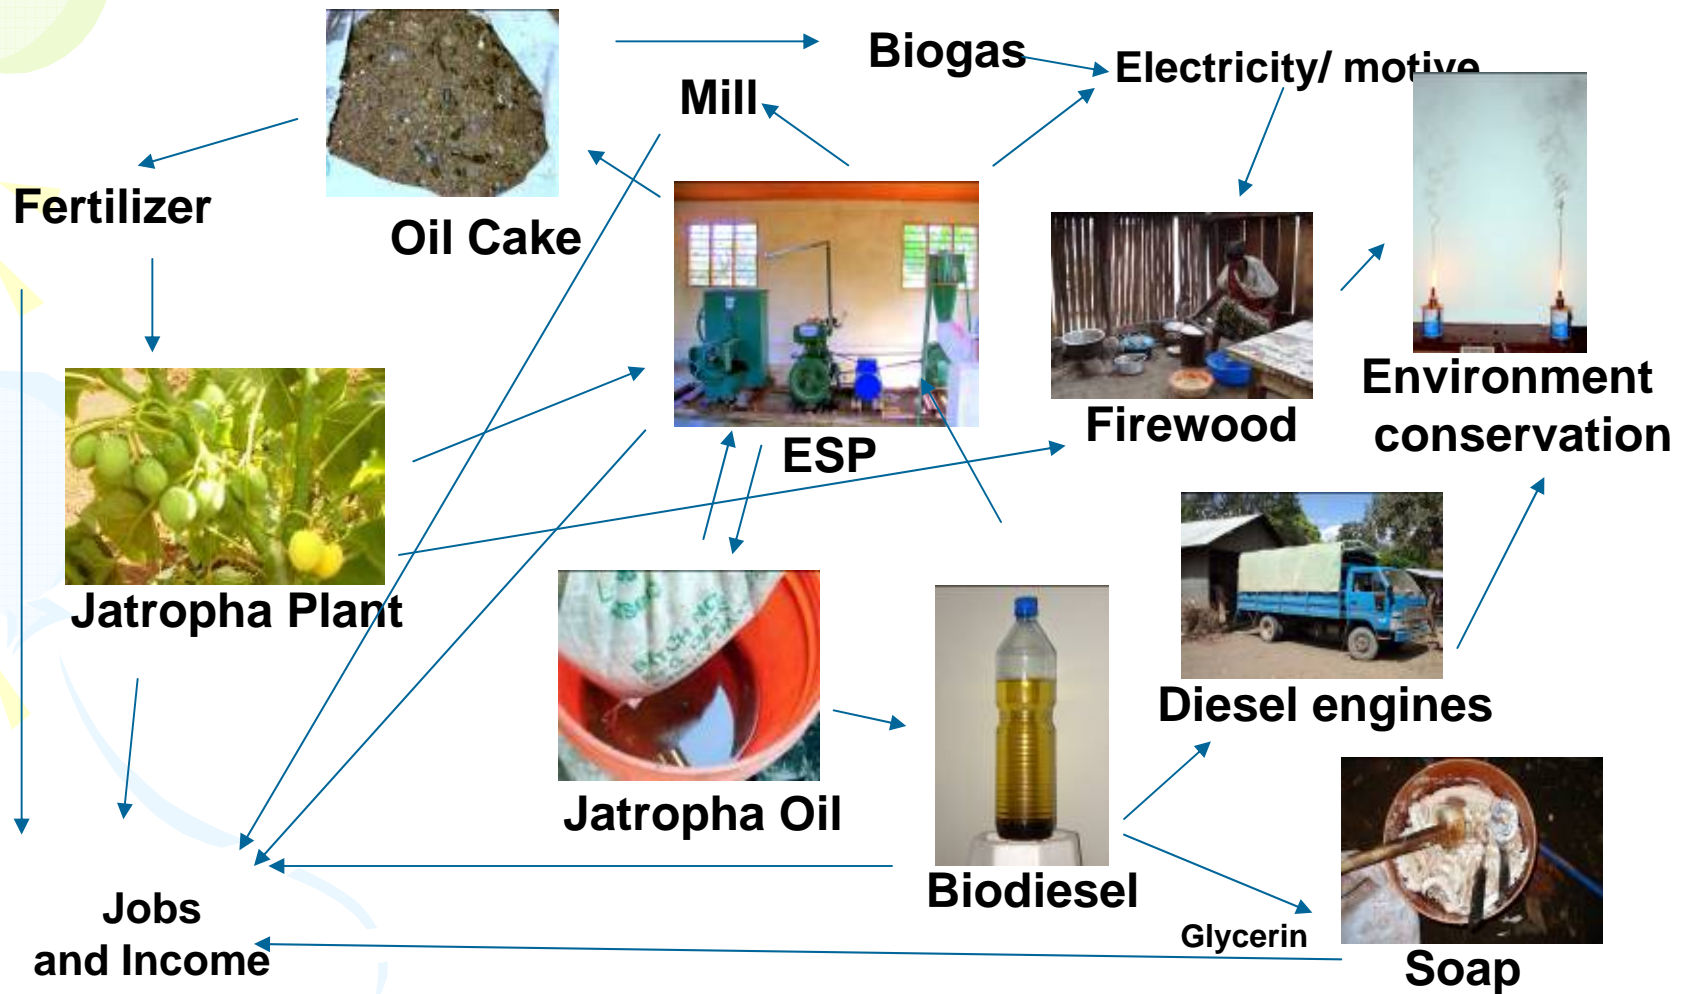 Biogas
Electricity/ motive
Mill
Fertilizer
Oil Cake
Environment
conservation
Firewood
ESP
Jatropha Plant
Diesel engines
Jatropha Oil
Biodiesel
Jobs
and Income
Glycerin
Soap